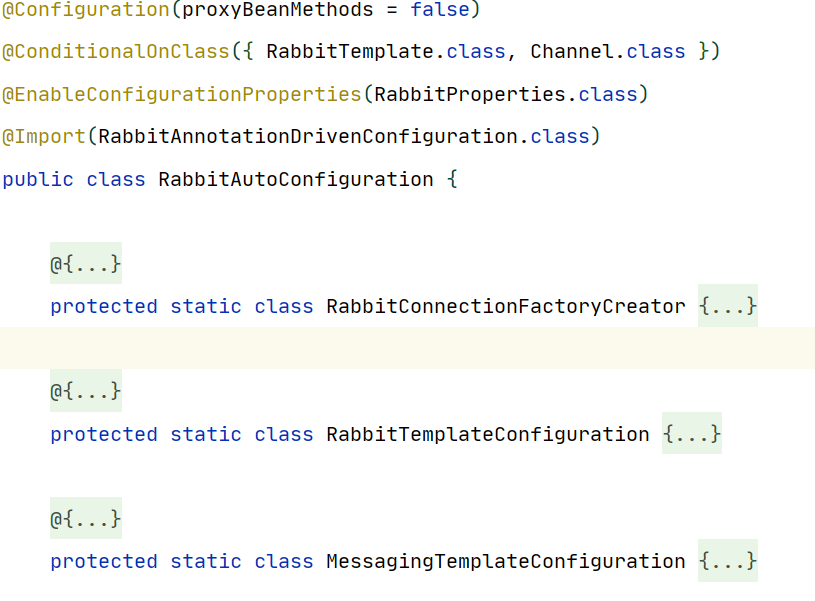 @Configuration(proxyBeanMethods = false)
@ConditionalOnClass({ RabbitTemplate.class, Channel.class })
@EnableConfigurationProperties(RabbitProperties.class)
@Import(RabbitAnnotationDrivenConfiguration.class)
public class RabbitAutoConfiguration {
@{...}
protected static class RabbitConnectionFactoryCreator {...}
@{...}
protected static class RabbitTemplateConfiguration {...}
@{...}
protected static class MessagingTemplateConfiguration {...}